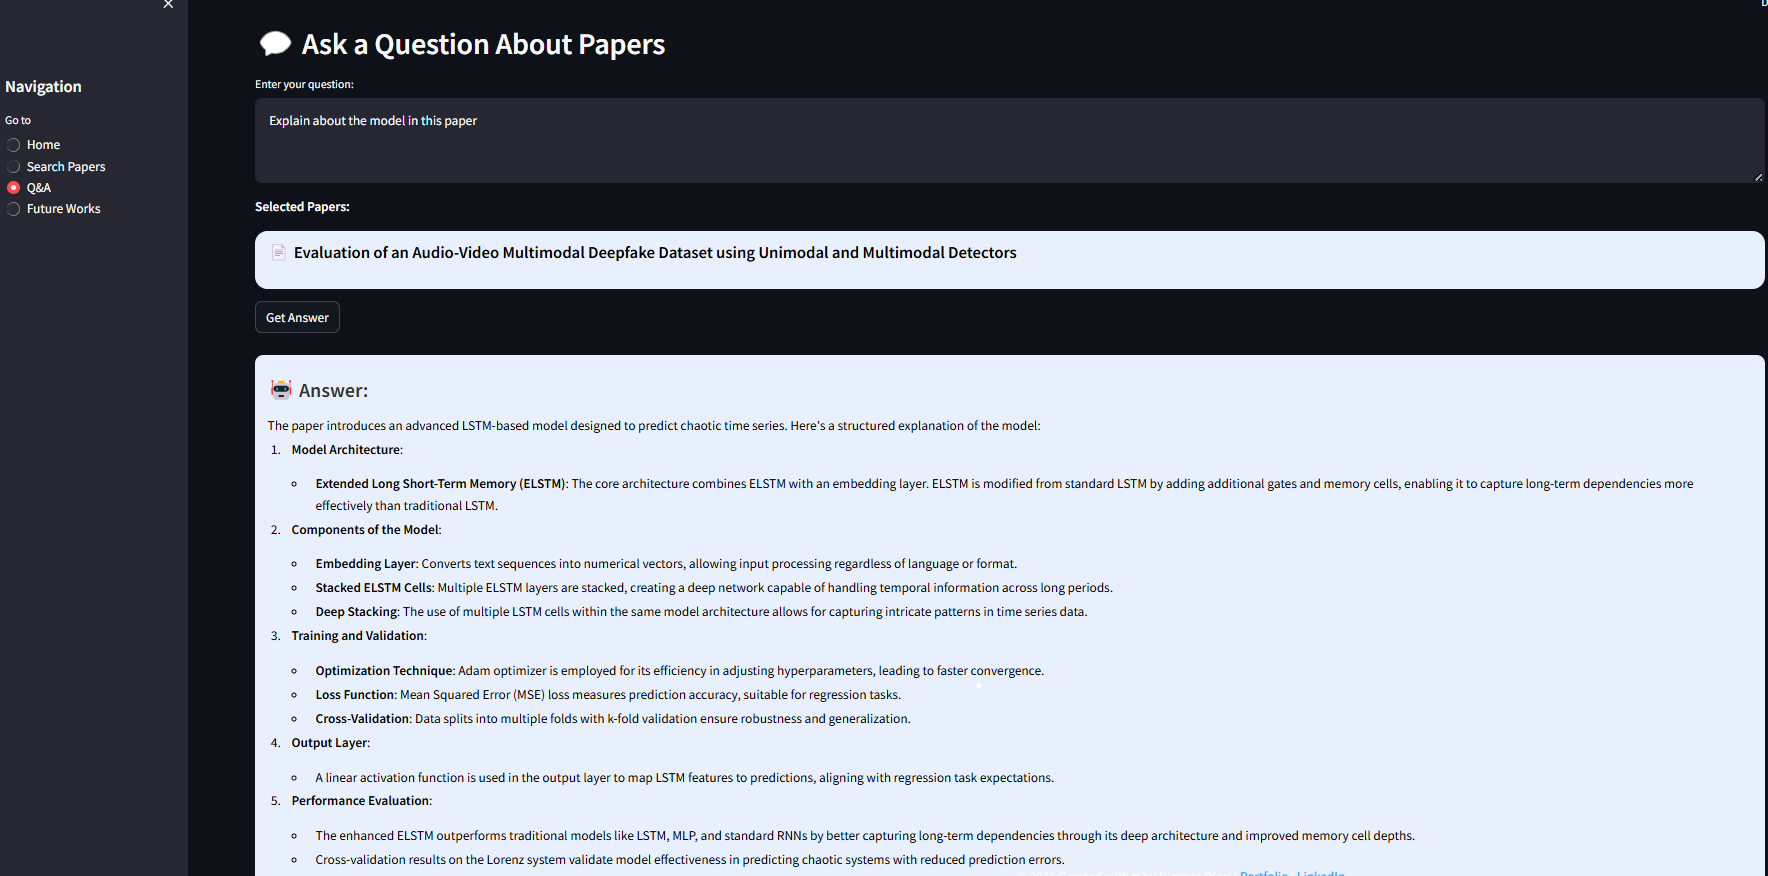 Navigation
Go to
Home
Search Papers
Q&A
Future Works
Ask a Question About Papers
Enter your question:
Explain about the model in this paper
Selected Papers:
Evaluation of an Audio-Video Multimodal Deepfake Dataset using Unimodal and Multimodal Detectors
Get Answer
Answer:
The paper introduces an advanced LSTM-based model designed to predict chaotic time series. Here's a structured explanation of the model:
1. Model Architecture:
Extended Long Short-Term Memory (ELSTM): The core architecture combines ELSTM with an embedding layer. ELSTM is modified from standard LSTM by adding additional gates and memory cells, enabling it to capture long-term dependencies more
effectively than traditional LSTM.
2. Components of the Model:
Embedding Layer: Converts text sequences into numerical vectors, allowing input processing regardless of language or format.
Stacked ELSTM Cells: Multiple ELSTM layers are stacked, creating a deep network capable of handling temporal information across long periods.
Deep Stacking: The use of multiple LSTM cells within the same model architecture allows for capturing intricate patterns in time series data.
3. Training and Validation:
Optimization Technique: Adam optimizer is employed for its efficiency in adjusting hyperparameters, leading to faster convergence.
Loss Function: Mean Squared Error (MSE) loss measures prediction accuracy, suitable for regression tasks.
Cross-Validation: Data splits into multiple folds with k-fold validation ensure robustness and generalization.
4. Output Layer:
A linear activation function is used in the output layer to map LSTM features to predictions, aligning with regression task expectations.
5. Performance Evaluation:
The enhanced ELSTM outperforms traditional models like LSTM, MLP, and standard RNNs by better capturing long-term dependencies through its deep architecture and improved memory cell depths.
Cross-validation results on the Lorenz system validate model effectiveness in predicting chaotic systems with reduced prediction errors.
Portfolio LinkedIn